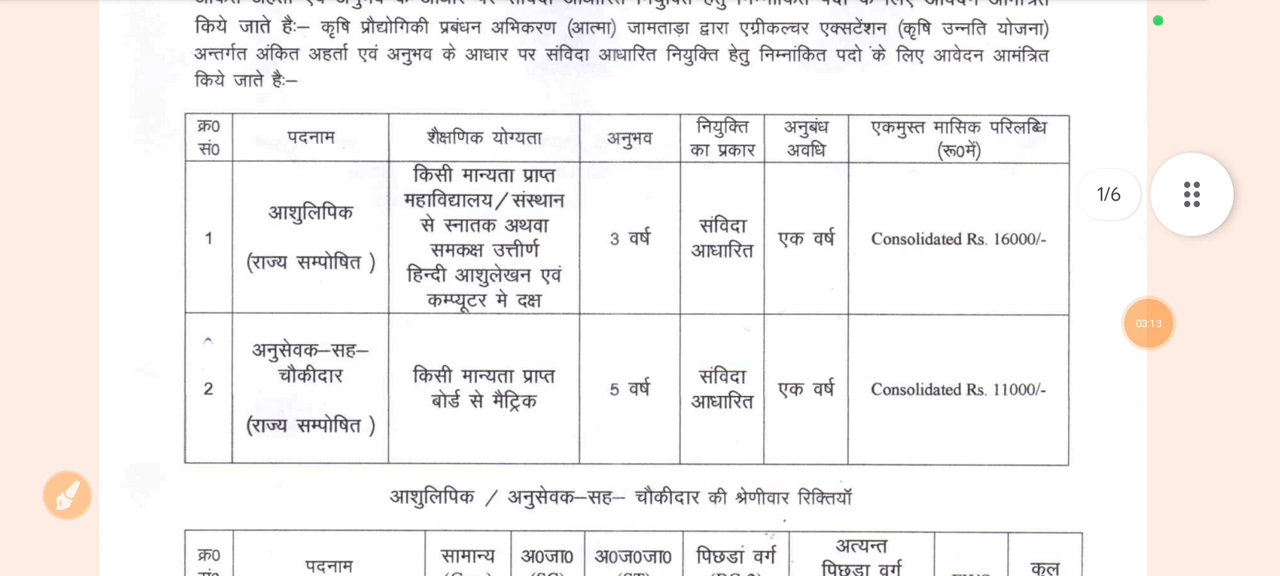 किये जाते है:– कृषि प्रौद्योगिकी प्रबंधन अभिकरण (आत्मा) जामताड़ा द्वारा एग्रीकल्चर एक्सटेंशन (कृषि उन्नति योजना)
अन्तर्गत अंकित अहर्ता एवं अनुभव के आधार पर संविदा आधारित नियुक्ति हेतु निम्नांकित पदो के लिए आवेदन आमंत्रित
किये जाते है:–
क्र0 सं0
पदनाम
शैक्षणिक योग्यता
अनुभव
नियुक्ति
का प्रकार
अनुबंध
अवधि
एकमुस्त मासिक परिलब्धि
(रू0में)
1
आशुलिपिक
(राज्य सम्पोषित )
किसी मान्यता प्राप्त
महाविद्यालय/संस्थान
से स्नातक अथवा
समकक्ष उत्तीर्ण
हिन्दी आशुलेखन एवं
कम्प्यूटर मे दक्ष
3 वर्ष
संविदा
आधारित
एक वर्ष
Consolidated Rs. 16000/-
2
अनुसेवक–सह–
चौकीदार
(राज्य सम्पोषित )
किसी मान्यता प्राप्त
बोर्ड से मैट्रिक
5 वर्ष
संविदा
आधारित
एक वर्ष
Consolidated Rs. 11000/-
आशुलिपिक / अनुसेवक–सह– चौकीदार की श्रेणीवार रिक्तियॉ
क्र0
पदनाम
सामान्य
अ0जा0
अ0ज0जा0
पिछडां वर्ग
अत्यन्त
पिछडा वर्ग
कुल
1/6
03:13